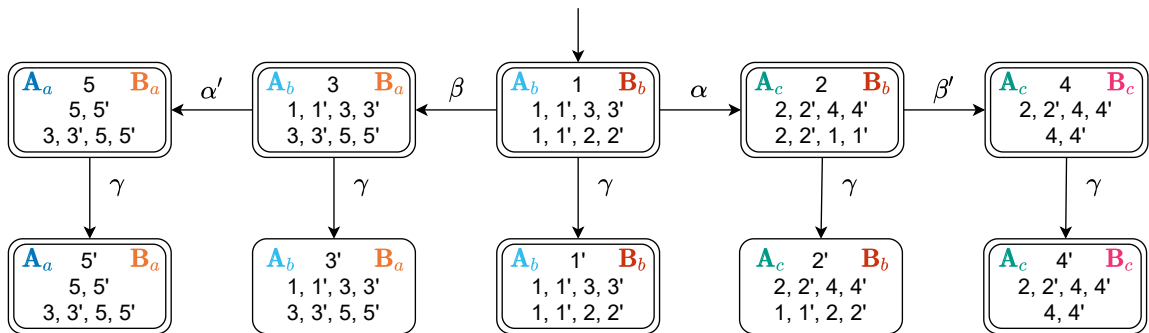 A_a 5 B_a
5, 5'
3, 3', 5, 5'
α'
A_b 3 B_a
1, 1', 3, 3'
3, 3', 5, 5'
β
A_b 1 B_b
1, 1', 3, 3'
1, 1', 2, 2'
α
A_c 2 B_b
2, 2', 4, 4'
2, 2', 1, 1'
β'
A_c 4 B_c
2, 2', 4, 4'
4, 4'
γ
γ
γ
γ
γ
A_a 5' B_a
5, 5'
3, 3', 5, 5'
A_b 3' B_a
1, 1', 3, 3'
3, 3', 5, 5'
A_b 1' B_b
1, 1', 3, 3'
1, 1', 2, 2'
A_c 2' B_b
2, 2', 4, 4'
1, 1', 2, 2'
A_c 4' B_c
2, 2', 4, 4'
4, 4'